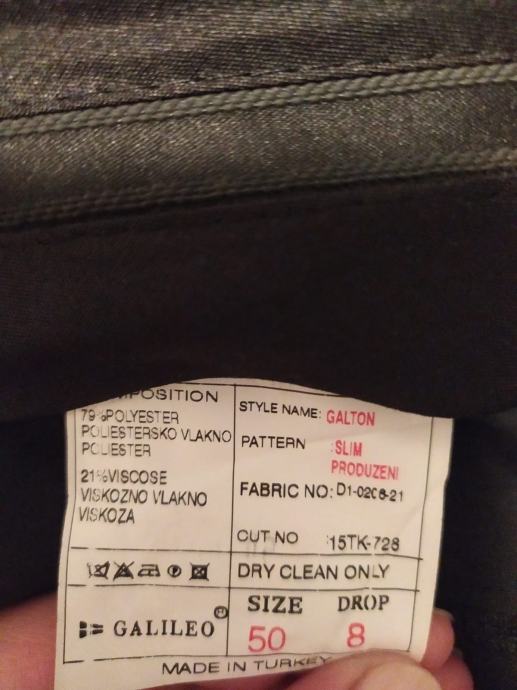 COMPOSITION
79%POLYESTER
POLIESTERSKO VLAKNO
POLIESTER
21%VISCOSE
VISKOZNO VLAKNO
VISKOZA
STYLE NAME: GALTON
PATTERN :SLIM
PRODUZENI
FABRIC NO: D1-0206-21
CUT NO :15TK-728
DRY CLEAN ONLY
GALILEO ®
SIZE DROP
50 8
MADE IN TURKEY